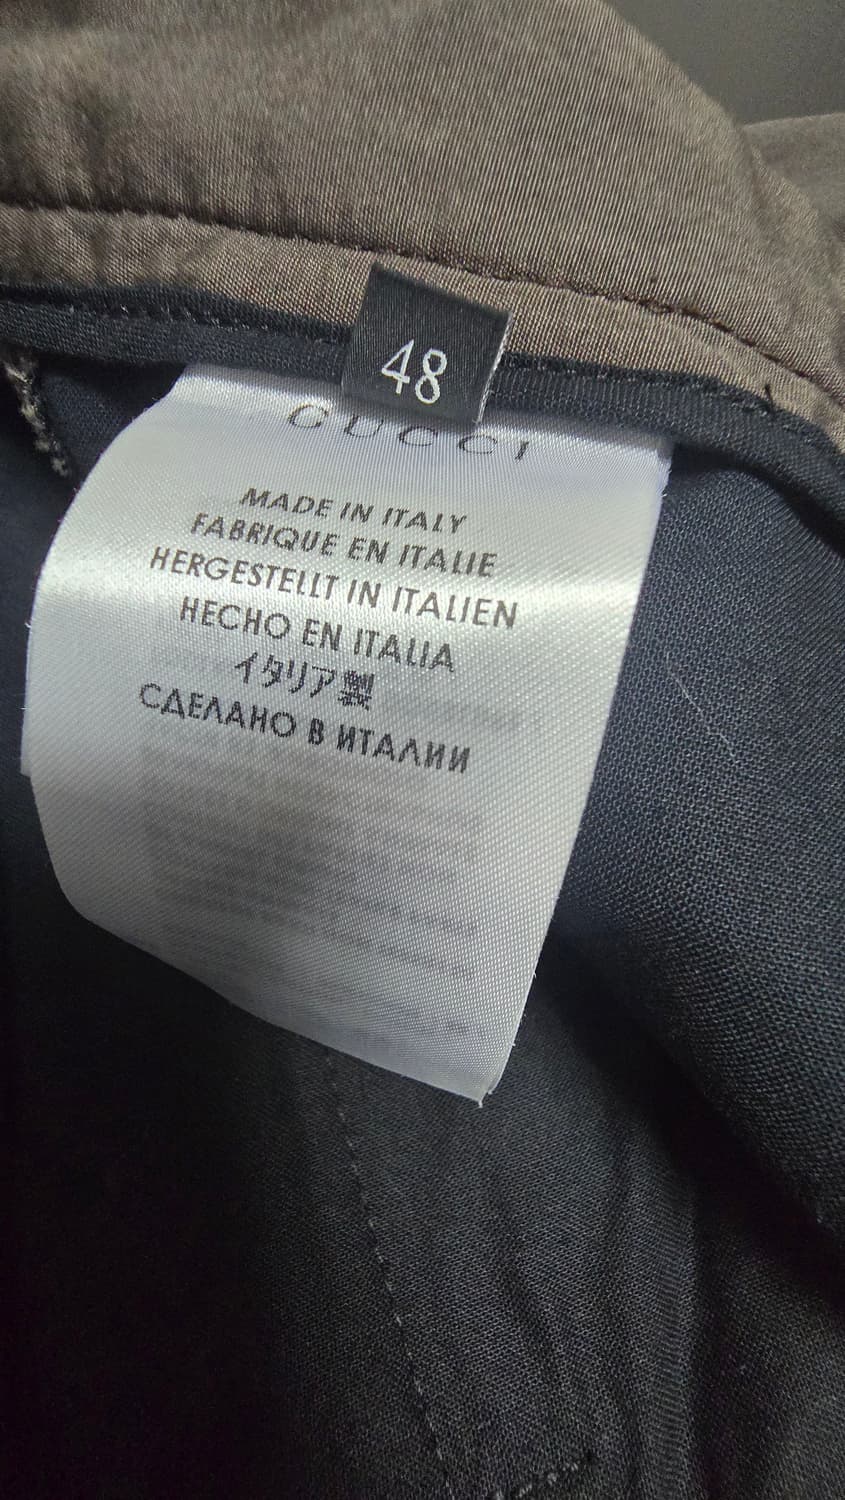 48
GUCCI
MADE IN ITALY
FABRIQUE EN ITALIE
HERGESTELLT IN ITALIEN
HECHO EN ITALIA
イタリア製
СДЕЛАНО В ИТАЛИИ